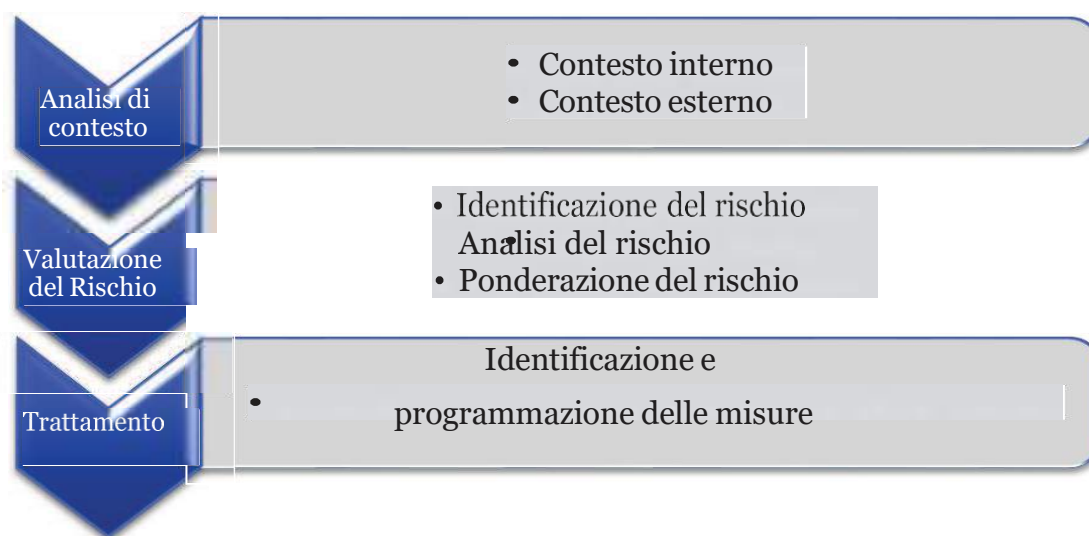 Analisi di
contesto
• Contesto interno
• Contesto esterno
Valutazione
del Rischio
• Identificazione del rischio
• Analisi del rischio
• Ponderazione del rischio
Trattamento
• Identificazione e
programmazione delle misure